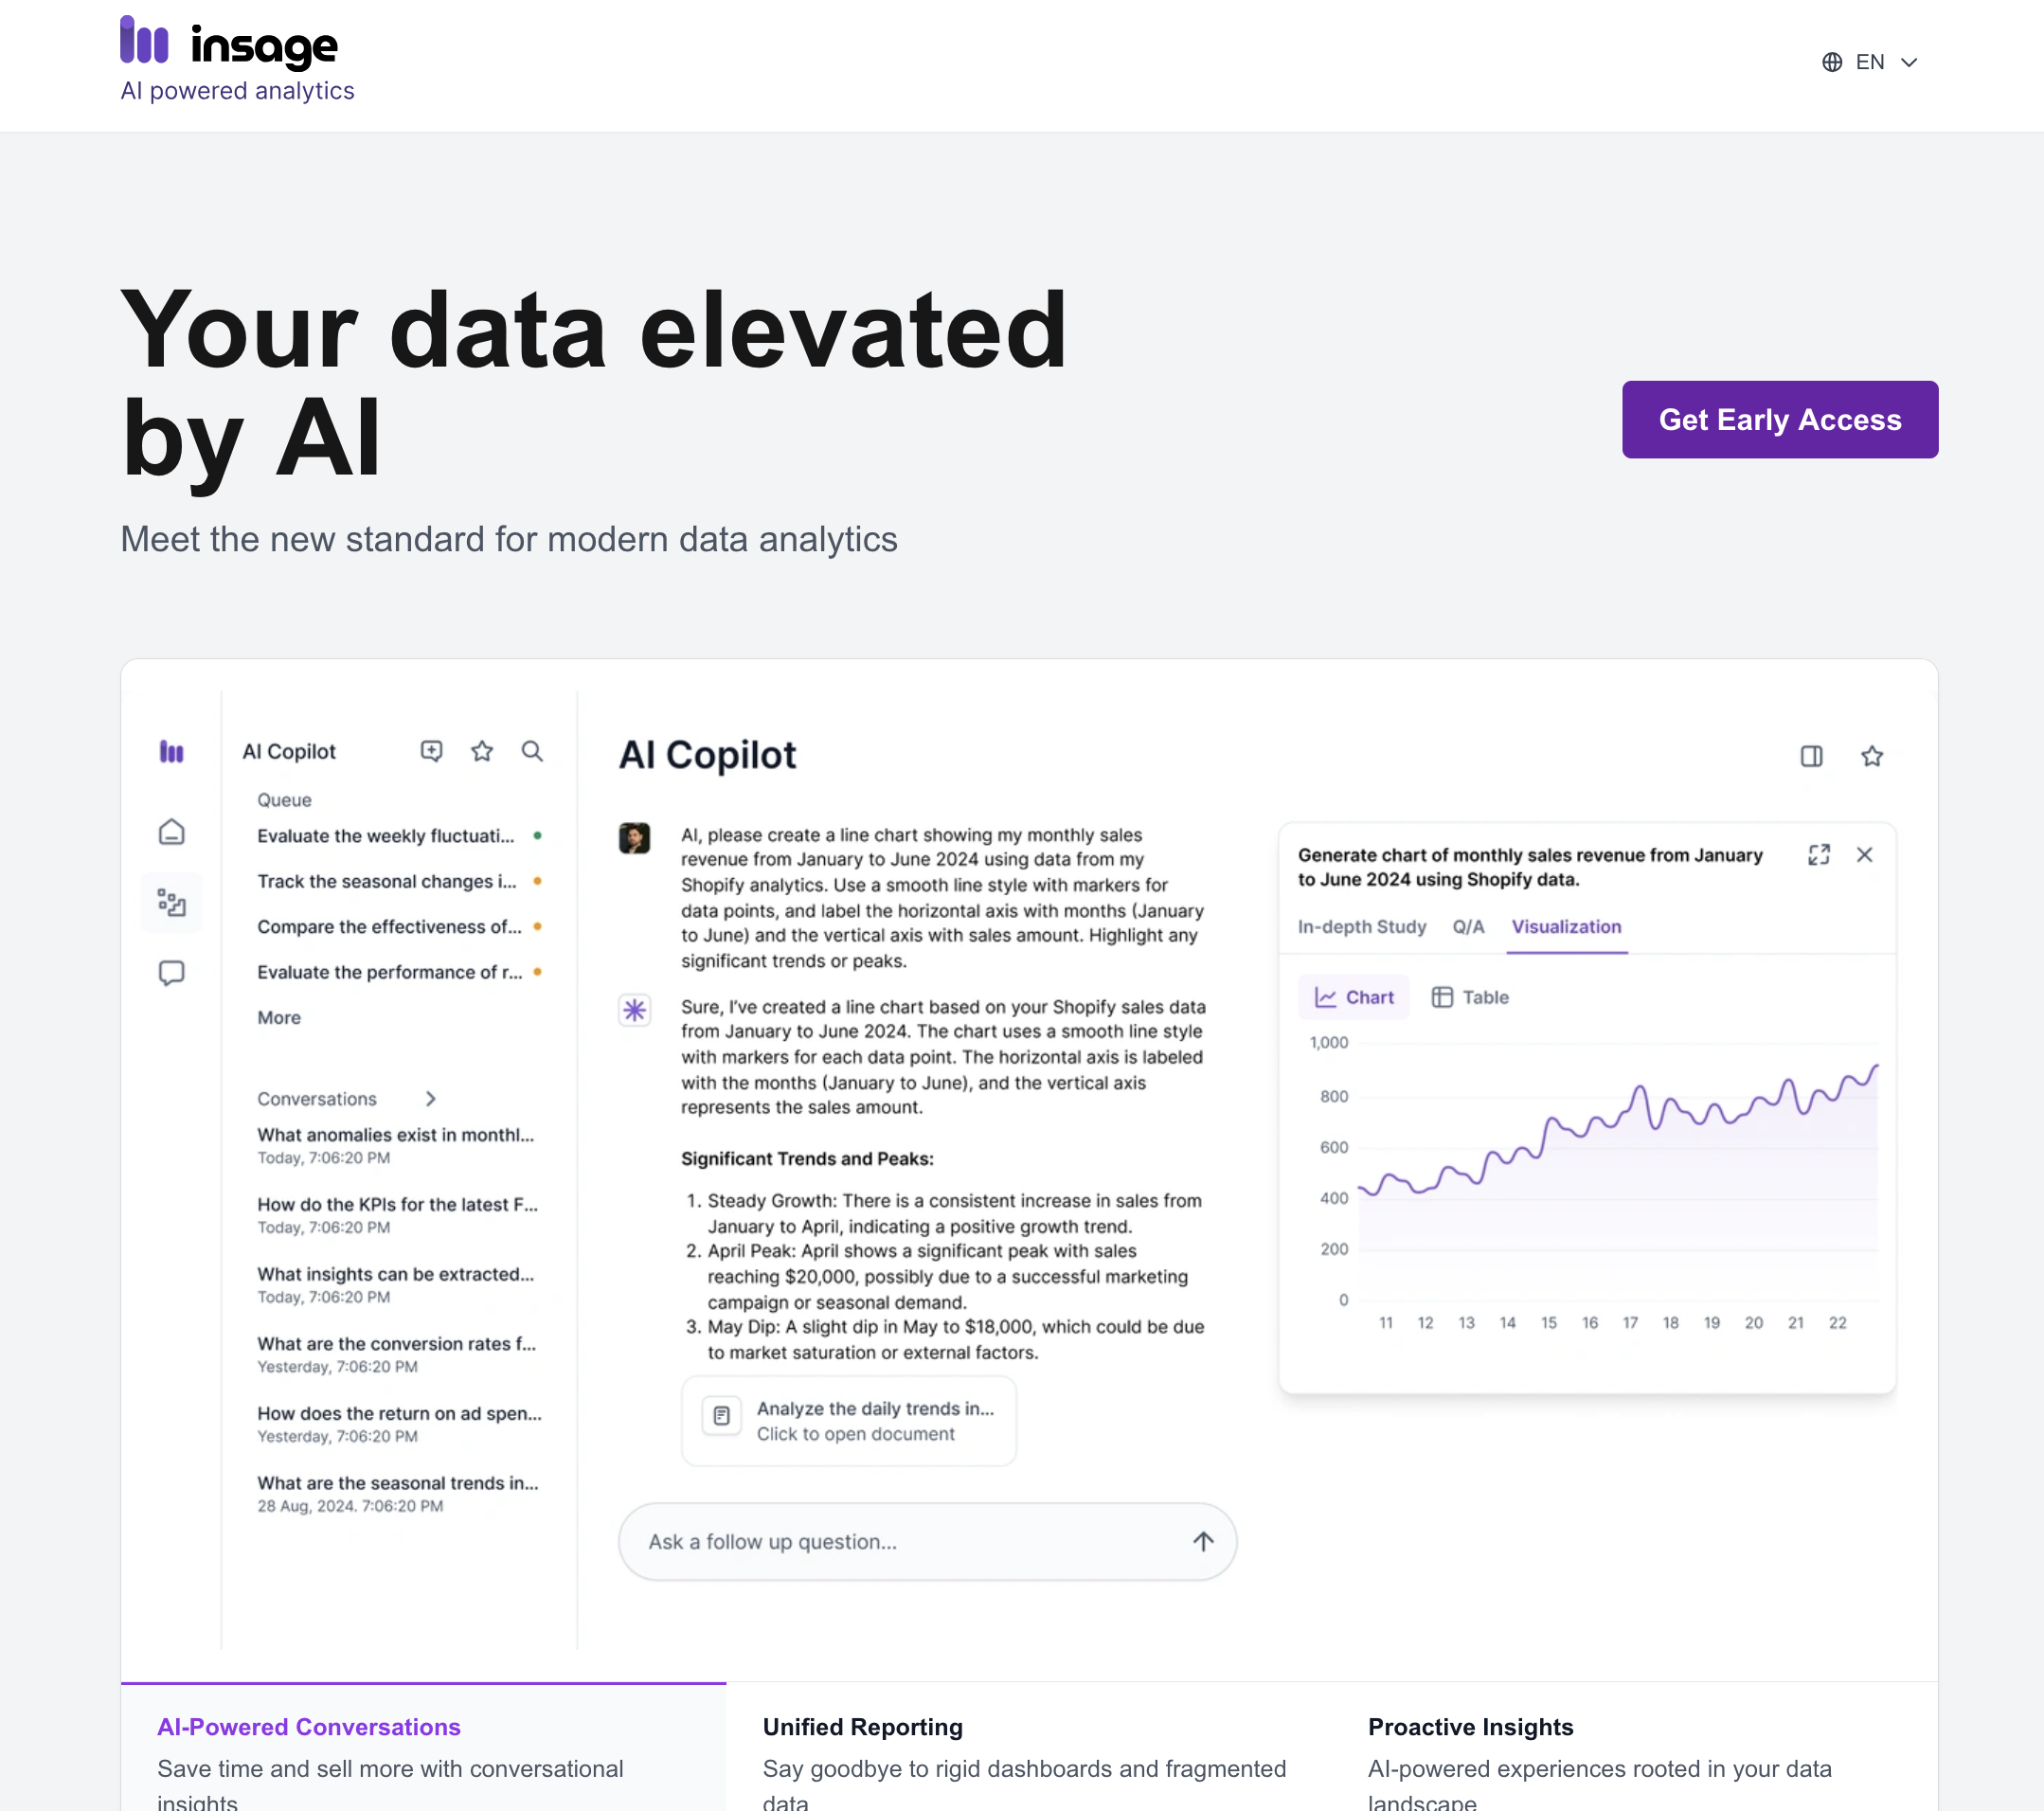 insage
AI powered analytics
EN
Your data elevated
by AI
Get Early Access
Meet the new standard for modern data analytics
AI Copilot
Queue
Evaluate the weekly fluctuati...
Track the seasonal changes i...
Compare the effectiveness of...
Evaluate the performance of r...
More
Conversations
What anomalies exist in monthl...
Today, 7:06:20 PM
How do the KPIs for the latest F...
Today, 7:06:20 PM
What insights can be extracted...
Today, 7:06:20 PM
What are the conversion rates f...
Yesterday, 7:06:20 PM
How does the return on ad spen...
Yesterday, 7:06:20 PM
What are the seasonal trends in...
28 Aug, 2024. 7:06:20 PM
AI Copilot
AI, please create a line chart showing my monthly sales
revenue from January to June 2024 using data from my
Shopify analytics. Use a smooth line style with markers for
data points, and label the horizontal axis with months (January
to June) and the vertical axis with sales amount. Highlight any
significant trends or peaks.
Sure, I've created a line chart based on your Shopify sales data
from January to June 2024. The chart uses a smooth line style
with markers for each data point. The horizontal axis is labeled
with the months (January to June), and the vertical axis
represents the sales amount.
Significant Trends and Peaks:
1. Steady Growth: There is a consistent increase in sales from
January to April, indicating a positive growth trend.
2. April Peak: April shows a significant peak with sales
reaching $20,000, possibly due to a successful marketing
campaign or seasonal demand.
3. May Dip: A slight dip in May to $18,000, which could be due
to market saturation or external factors.
Analyze the daily trends in...
Click to open document
Ask a follow up question...
Generate chart of monthly sales revenue from January
to June 2024 using Shopify data.
In-depth Study Q/A Visualization
Chart Table
1,000
800
600
400
200
0
11 12 13 14 15 16 17 18 19 20 21 22
AI-Powered Conversations
Save time and sell more with conversational
insights
Unified Reporting
Say goodbye to rigid dashboards and fragmented
data
Proactive Insights
AI-powered experiences rooted in your data
landscape